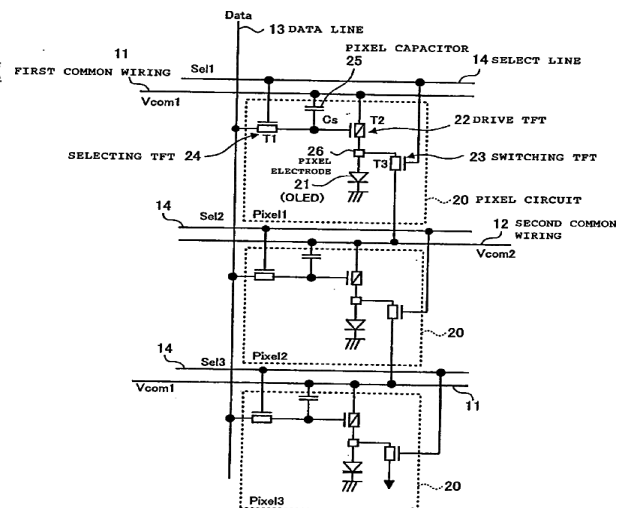 Data
13 DATA LINE
11
FIRST COMMON WIRING
PIXEL CAPACITOR
25
Sel1
14 SELECT LINE
Vcom1
Cs
T2
22 DRIVE TFT
T1
SELECTING TFT 24
26
PIXEL
ELECTRODE
T3
23 SWITCHING TFT
21
(OLED)
20 PIXEL CIRCUIT
Pixel1
14
Sel2
12 SECOND COMMON
WIRING
Vcom2
Pixel2
20
14
Sel3
Vcom1
11
Pixel3
20